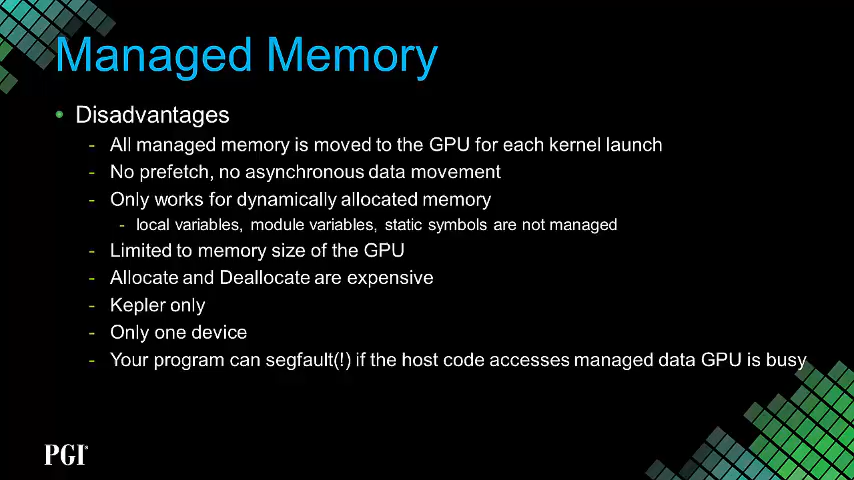 Managed Memory
• Disadvantages
- All managed memory is moved to the GPU for each kernel launch
- No prefetch, no asynchronous data movement
- Only works for dynamically allocated memory
- local variables, module variables, static symbols are not managed
- Limited to memory size of the GPU
- Allocate and Deallocate are expensive
- Kepler only
- Only one device
- Your program can segfault(!) if the host code accesses managed data GPU is busy
PGI®